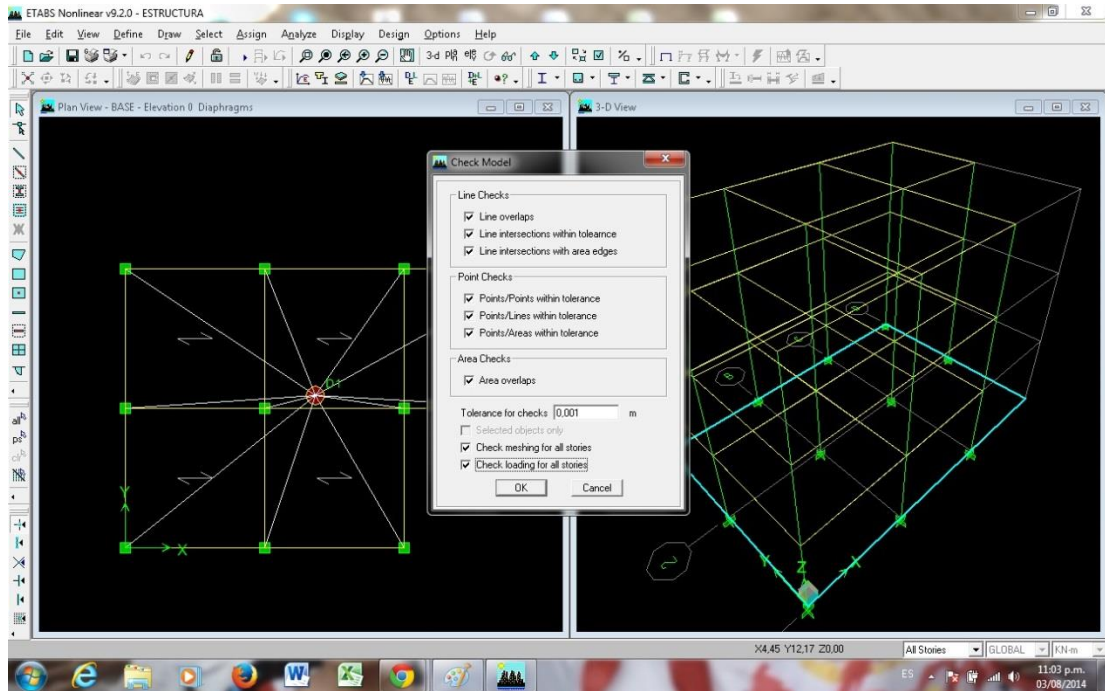 ETABS Nonlinear v9.2.0 - ESTRUCTURA
File Edit View Define Draw Select Assign Analyze Display Design Options Help
3-d
Plan View - BASE - Elevation 0 Diaphragms
3-D View
Check Model
Line Checks
Line overlaps
Line intersections within tolearnce
Line intersections with area edges
Point Checks
Points/Points within tolerance
Points/Lines within tolerance
Points/Areas within tolerance
Area Checks
Area overlaps
Tolerance for checks 0,001 m
Selected objects only
Check meshing for all stories
Check loading for all stories
OK Cancel
D1
Y
X
Z
Y
X
all
ps
clr
X4,45 Y12,17 Z0,00
All Stories GLOBAL KN-m
ES 11:03 p.m.
03/08/2014